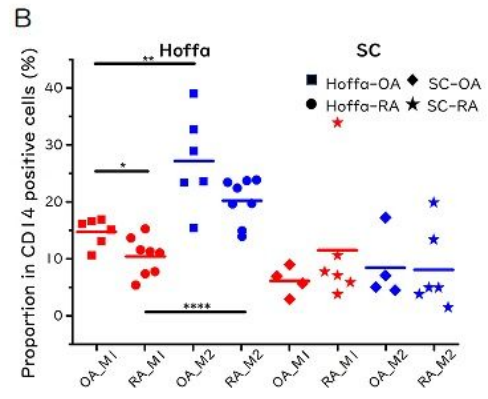 B
Hoffa SC
Hoffa-OA SC-OA
Hoffa-RA SC-RA
Proportion in CD14 positive cells (%)
40
30
20
10
0
**
*
****
OA_M1 RA_M1 OA_M2 RA_M2 OA_M1 RA_M1 OA_M2 RA_M2